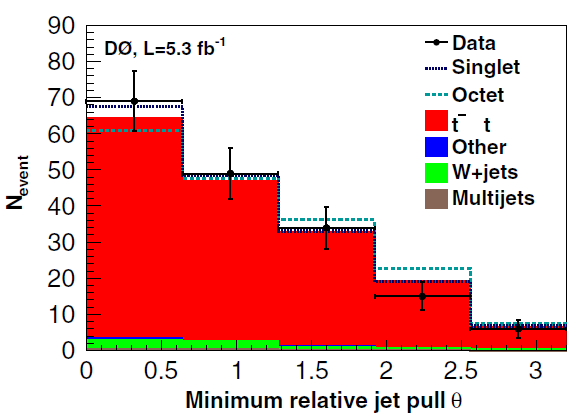 90
80
70
60
50
40
30
20
10
0
N_event
DØ, L=5.3 fb⁻¹
Data
Singlet
Octet
t̄ t
Other
W+jets
Multijets
0 0.5 1 1.5 2 2.5 3
Minimum relative jet pull θ